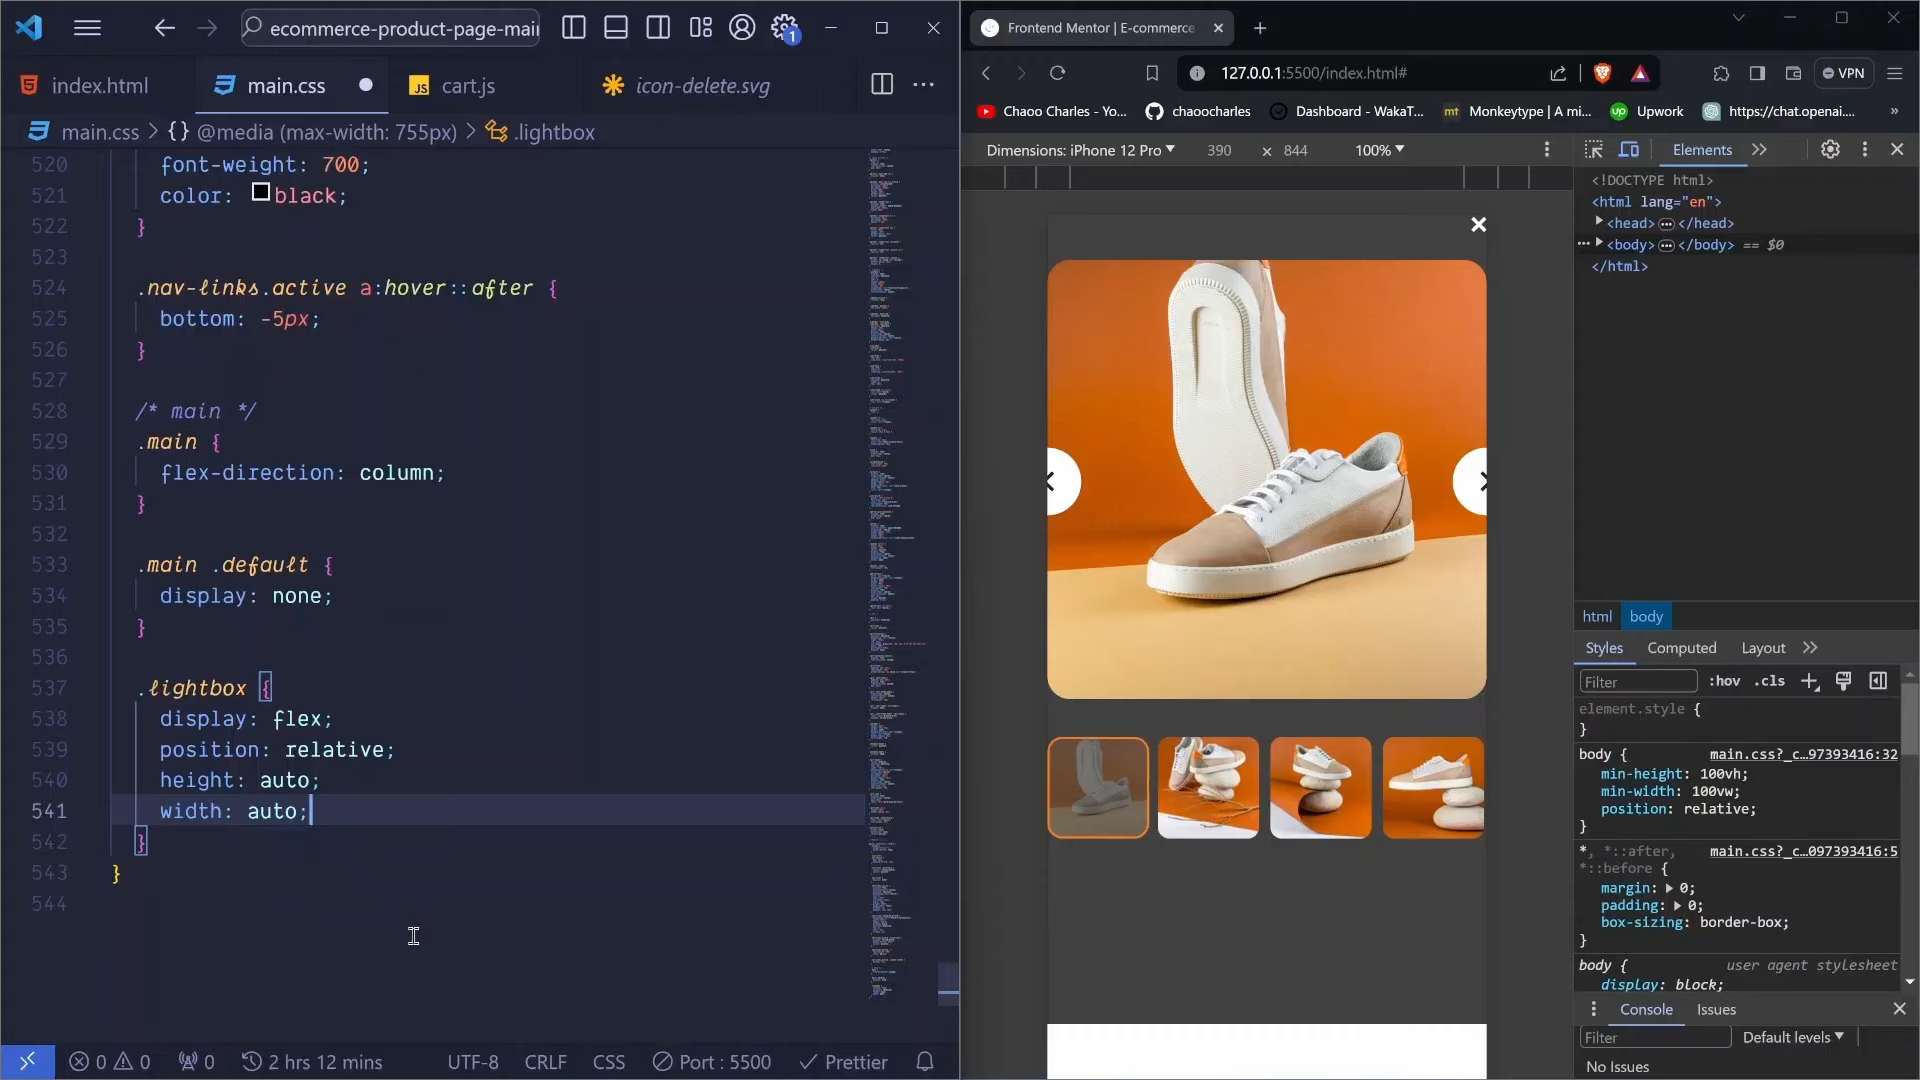 ecommerce-product-page-mai
1
index.html
main.css
JS cart.js
icon-delete.svg
main.css > {} @media (max-width: 755px) > .lightbox
520 font-weight: 700;
521 color: black;
522 }
523
524 .nav-links.active a:hover::after {
525 bottom: -5px;
526 }
527
528 /* main */
529 .main {
530 flex-direction: column;
531 }
532
533 .main .default {
534 display: none;
535 }
536
537 .lightbox {
538 display: flex;
539 position: relative;
540 height: auto;
541 width: auto;
542 }
543 }
544
0 0
0
2 hrs 12 mins
UTF-8
CRLF
CSS
Port : 5500
Prettier
Frontend Mentor | E-commerce
127.0.0.1:5500/index.html#
VPN
Chaoo Charles - Yo...
chaoocharles
Dashboard - WakaT...
mt Monkeytype | A mi...
up Upwork
https://chat.openai....
»
Dimensions: iPhone 12 Pro
390 x 844
100%
Elements
<!DOCTYPE html>
<html lang="en">
<head> … </head>
… <body> … </body> == $0
</html>
html body
Styles
Computed
Layout
Filter
:hov .cls
element.style {
}
body { main.css?_c…97393416:32
min-height: 100vh;
min-width: 100vw;
position: relative;
}
*, *::after, main.css?_c…097393416:5
*::before {
margin: 0;
padding: 0;
box-sizing: border-box;
}
body { user agent stylesheet
display: block;
Console
Issues
Filter
Default levels
No Issues